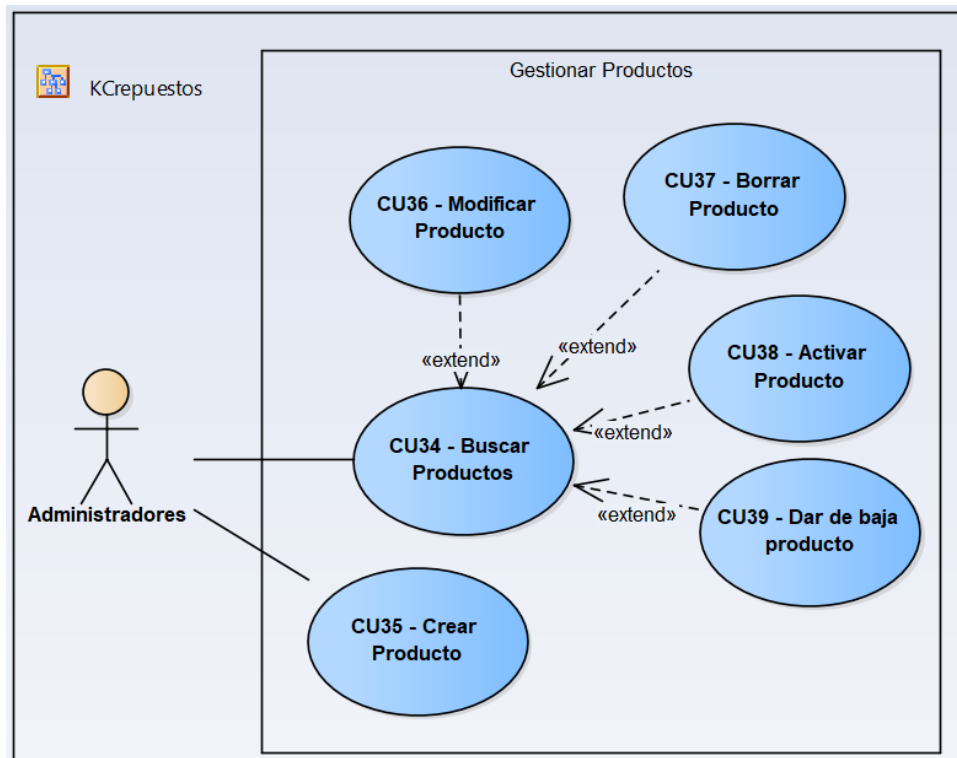 Gestionar Productos
KCrepuestos
CU36 - Modificar
Producto
CU37 - Borrar
Producto
«extend»
«extend»
CU38 - Activar
Producto
«extend»
CU34 - Buscar
Productos
Administradores
«extend»
CU39 - Dar de baja
producto
CU35 - Crear
Producto